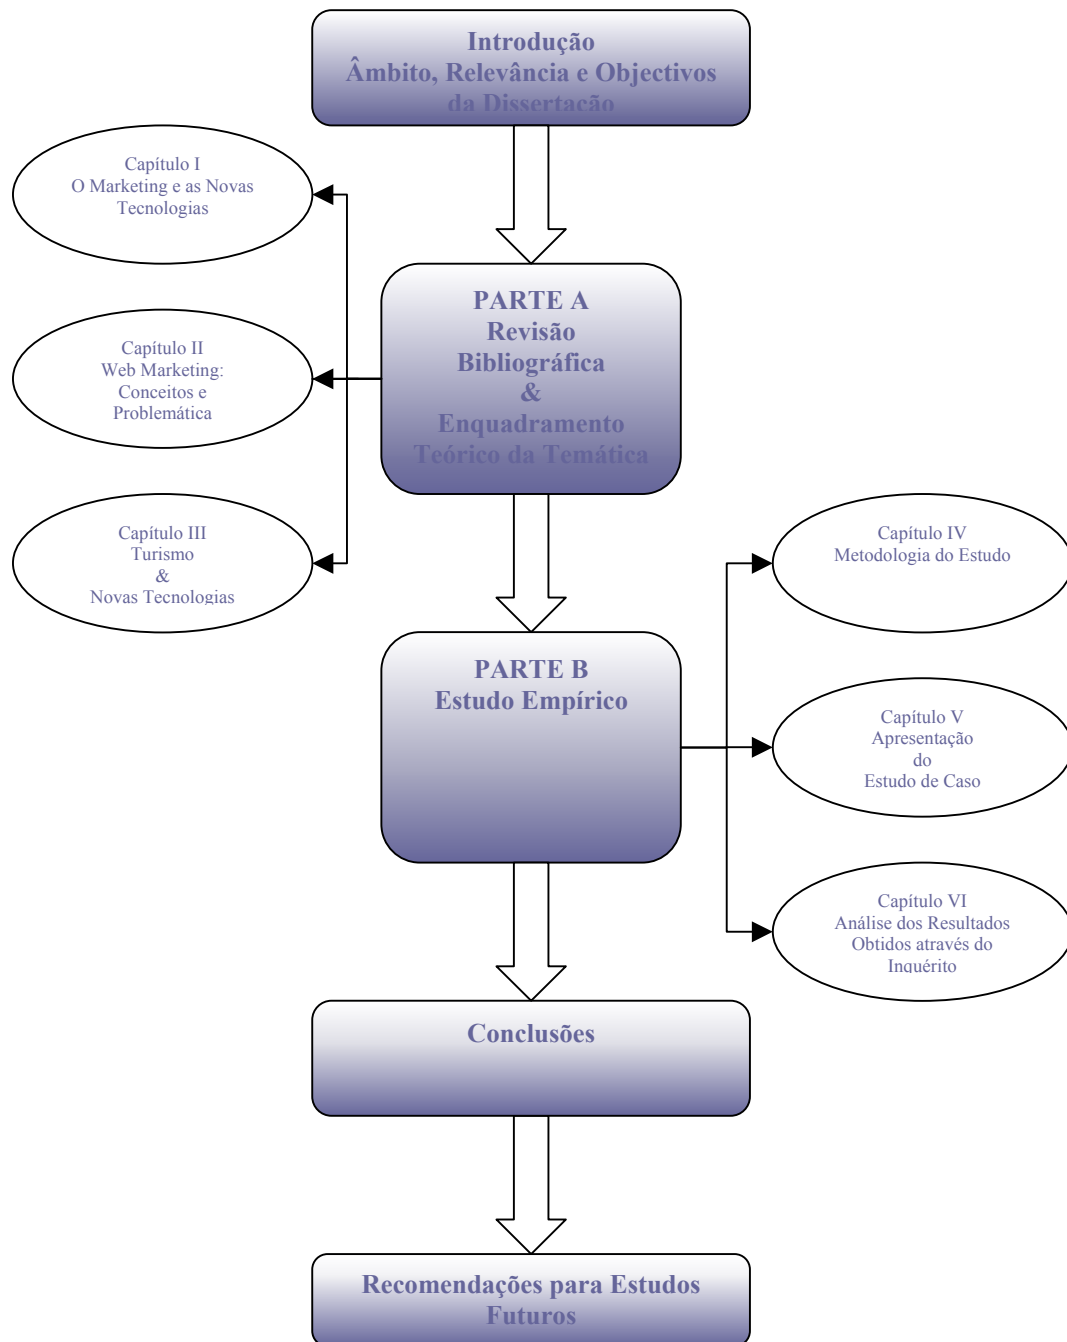 Introdução
Âmbito, Relevância e Objectivos
da Dissertação
Capítulo I
O Marketing e as Novas
Tecnologias
PARTE A
Revisão
Bibliográfica
&
Enquadramento
Teórico da Temática
Capítulo II
Web Marketing:
Conceitos e
Problemática
Capítulo III
Turismo
&
Novas Tecnologias
PARTE B
Estudo Empírico
Capítulo IV
Metodologia do Estudo
Capítulo V
Apresentação
do
Estudo de Caso
Capítulo VI
Análise dos Resultados
Obtidos através do
Inquérito
Conclusões
Recomendações para Estudos
Futuros